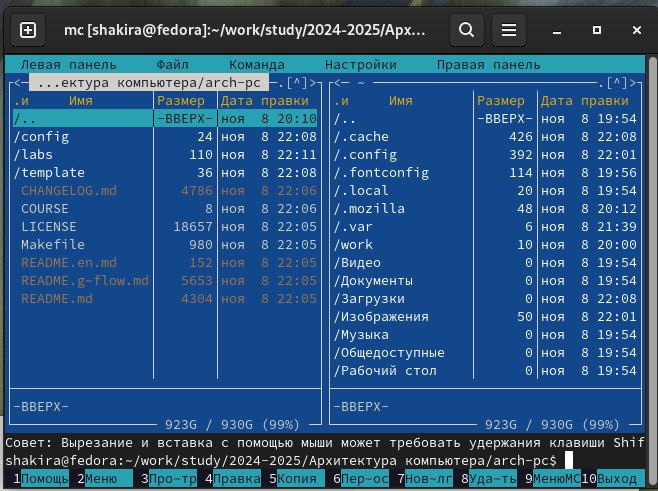 mc [shakira@fedora]:~/work/study/2024-2025/Арх...
Левая панель Файл Команда Настройки Правая панель
<─ ...ектура компьютера/arch-pc ─.[^]>
.и Имя Размер Дата правки
/.. -ВВЕРХ- ноя 8 20:10
/config 24 ноя 8 22:08
/labs 110 ноя 8 22:11
/template 36 ноя 8 22:08
CHANGELOG.md 4786 ноя 8 22:06
COURSE 8 ноя 8 22:06
LICENSE 18657 ноя 8 22:05
Makefile 980 ноя 8 22:05
README.en.md 152 ноя 8 22:05
README.g~flow.md 5653 ноя 8 22:05
README.md 4304 ноя 8 22:05
-ВВЕРХ-
923G / 930G (99%)
<─ ~ ─.[^]>
.и Имя Размер Дата правки
/.. -ВВЕРХ- ноя 8 19:54
/.cache 426 ноя 8 22:08
/.config 392 ноя 8 22:01
/.fontconfig 114 ноя 8 19:56
/.local 20 ноя 8 19:54
/.mozilla 48 ноя 8 20:12
/.var 6 ноя 8 21:39
/work 10 ноя 8 20:00
/Видео 0 ноя 8 19:54
/Документы 0 ноя 8 19:54
/Загрузки 0 ноя 8 22:08
/Изображения 50 ноя 8 22:01
/Музыка 0 ноя 8 19:54
/Общедоступные 0 ноя 8 19:54
/Рабочий стол 0 ноя 8 19:54
-ВВЕРХ-
923G / 930G (99%)
Совет: Вырезание и вставка с помощью мыши может требовать удержания клавиши Shif
shakira@fedora:~/work/study/2024-2025/Архитектура компьютера/arch-pc$
1Помощь 2Меню 3Про~тр 4Правка 5Копия 6Пер~ос 7Нов~лг 8Уда~ть 9МенюMC 10Выход